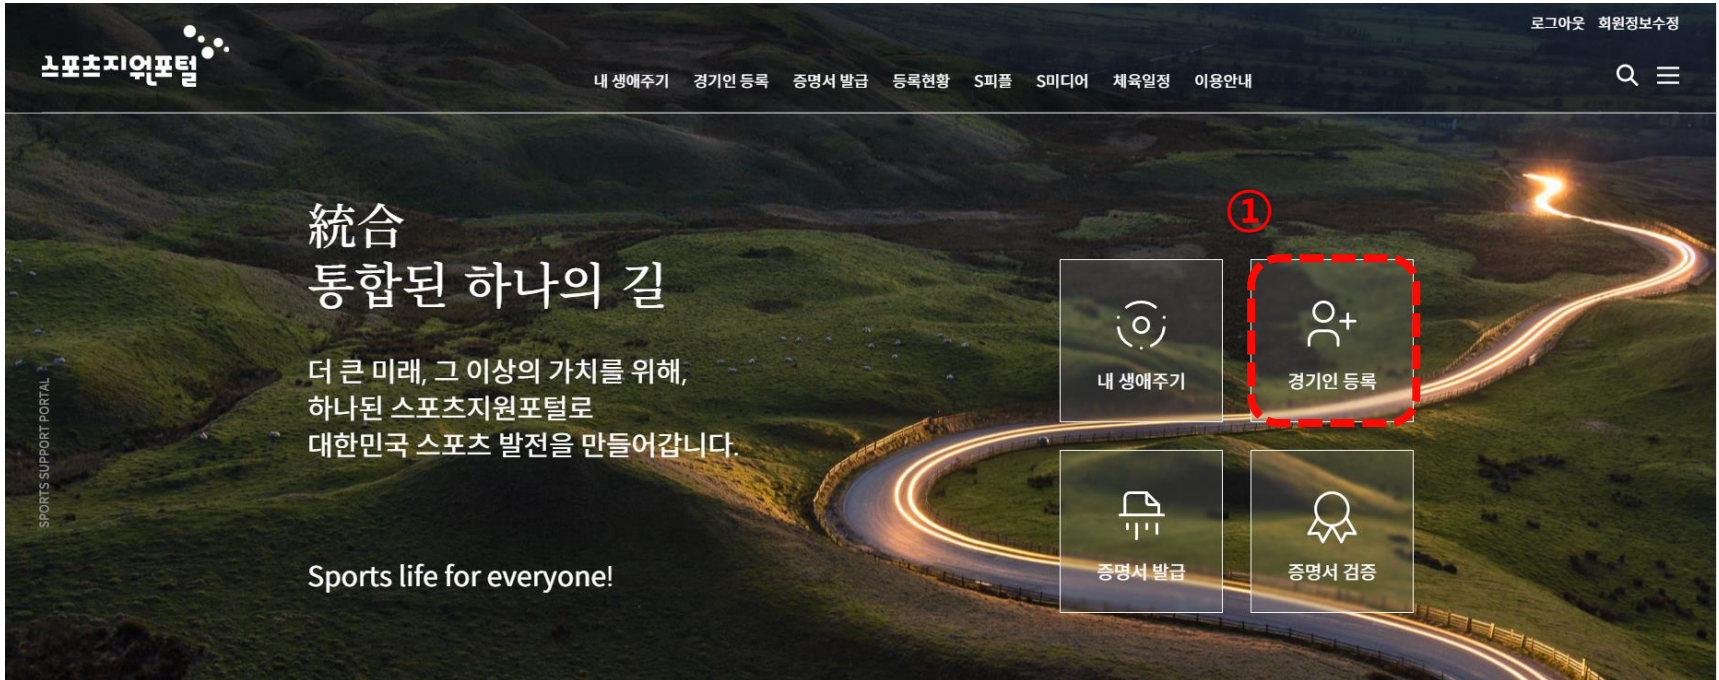 로그아웃 회원정보수정
스포츠지원포털
내 생애주기 경기인 등록 증명서 발급 등록현황 S피플 S미디어 체육일정 이용안내
統合
통합된 하나의 길
더 큰 미래, 그 이상의 가치를 위해,
하나된 스포츠지원포털로
대한민국 스포츠 발전을 만들어갑니다.
Sports life for everyone!
SPORTS SUPPORT PORTAL
①
내 생애주기
경기인 등록
증명서 발급
증명서 검증